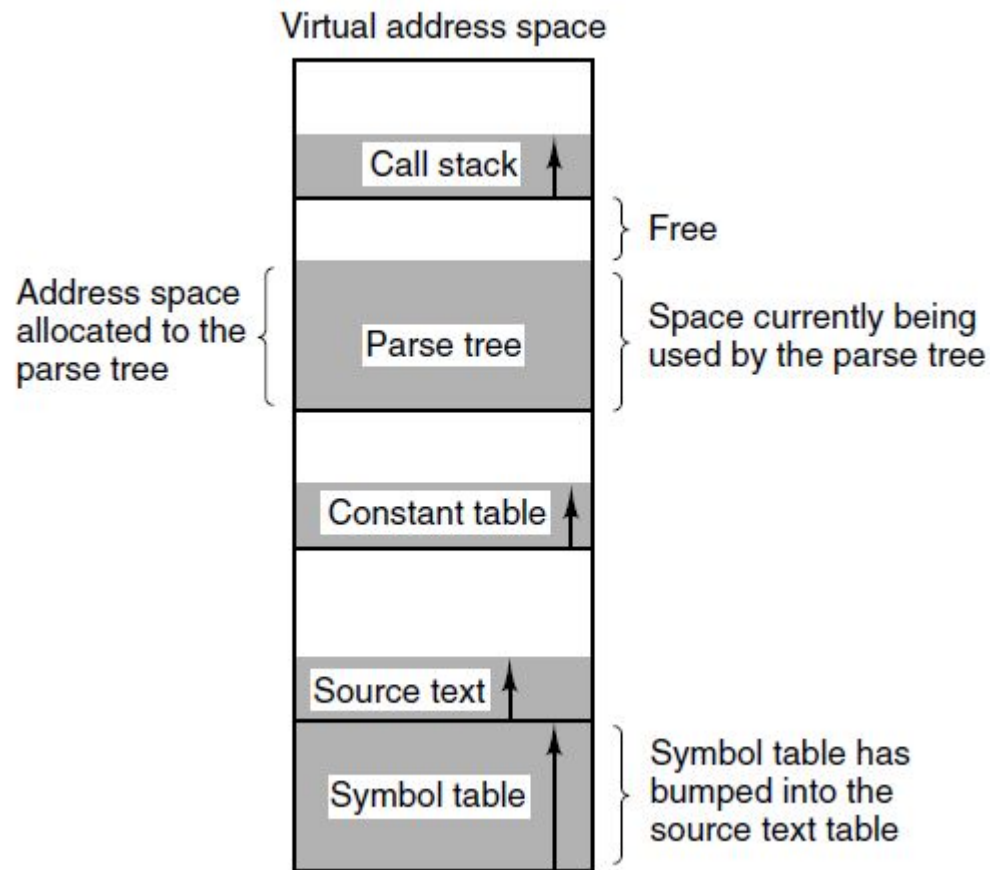 Virtual address space
Call stack
Free
Address space
allocated to the
parse tree
Parse tree
Space currently being
used by the parse tree
Constant table
Source text
Symbol table
Symbol table has
bumped into the
source text table